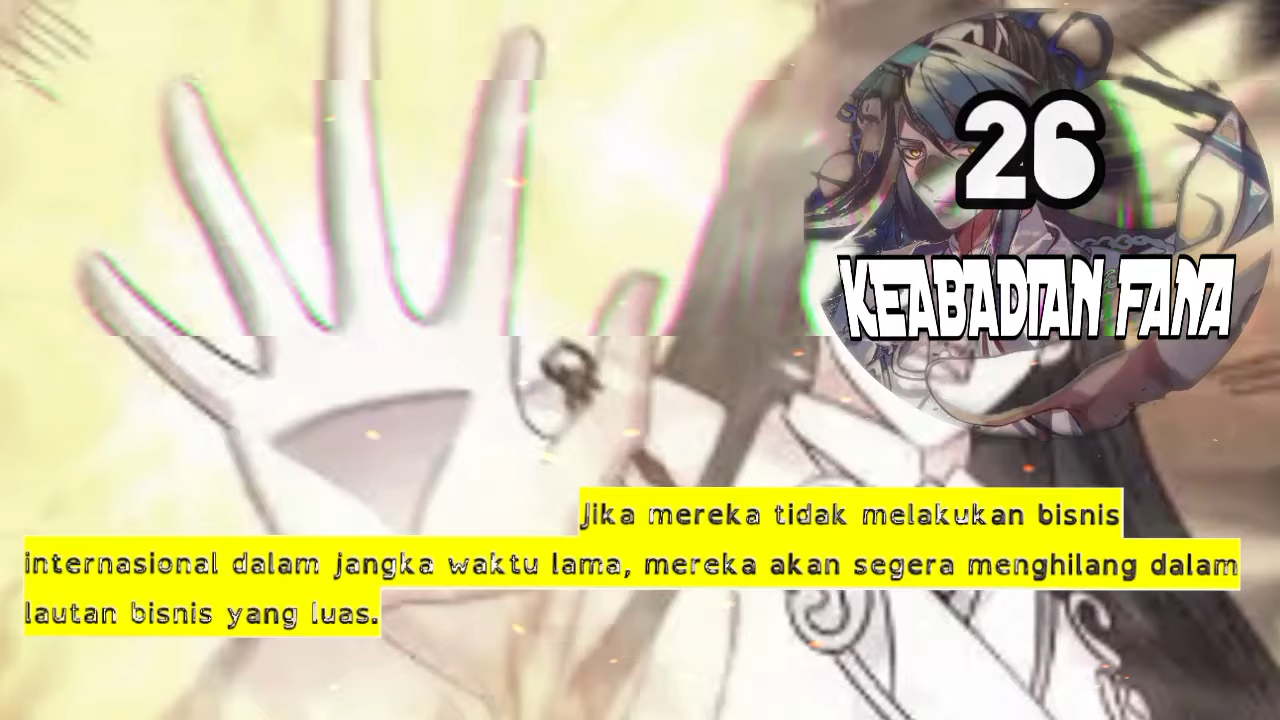 26
KEABADIAN FANA
Jika mereka tidak melakukan bisnis
internasional dalam jangka waktu lama, mereka akan segera menghilang dalam
lautan bisnis yang luas.